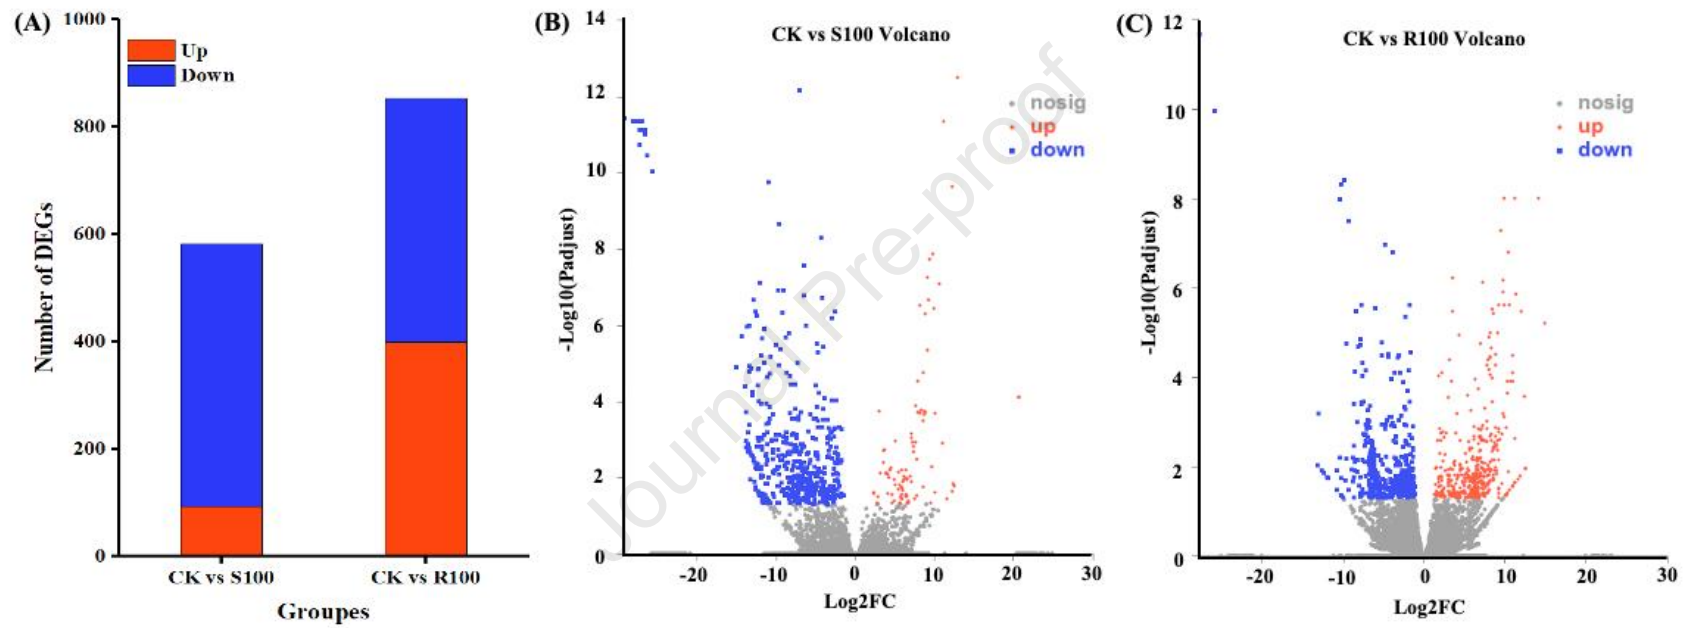 (A)
1000
800
600
400
200
0
Number of DEGs
Up
Down
CK vs S100
CK vs R100
Groupes
(B)
CK vs S100 Volcano
14
12
10
8
6
4
2
0
-Log10(Padjust)
nosig
up
down
-20
-10
0
10
20
30
Log2FC
(C)
CK vs R100 Volcano
12
10
8
6
4
2
0
-Log10(Padjust)
nosig
up
down
-20
-10
0
10
20
30
Log2FC
Journal Pre-proof